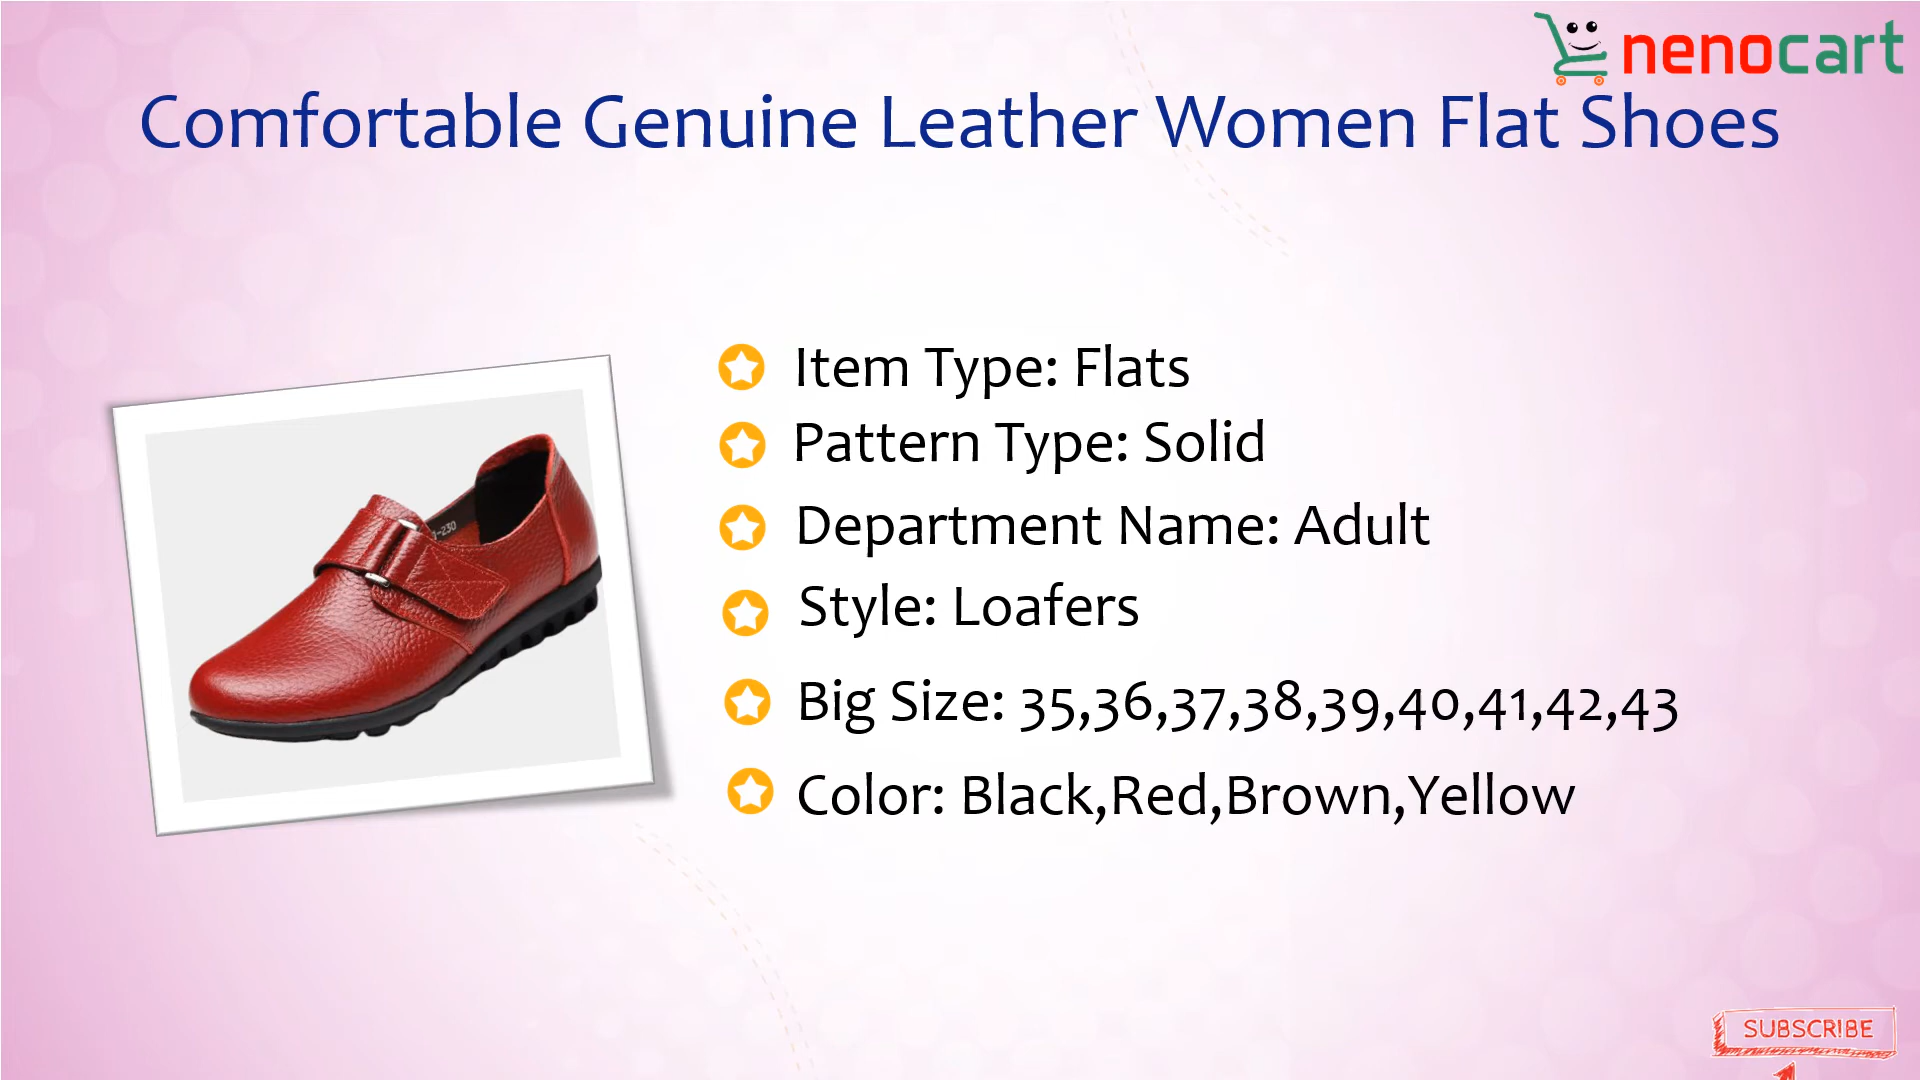 nenocart
Comfortable Genuine Leather Women Flat Shoes
Item Type: Flats
Pattern Type: Solid
Department Name: Adult
Style: Loafers
Big Size: 35,36,37,38,39,40,41,42,43
Color: Black,Red,Brown,Yellow
SUBSCRIBE